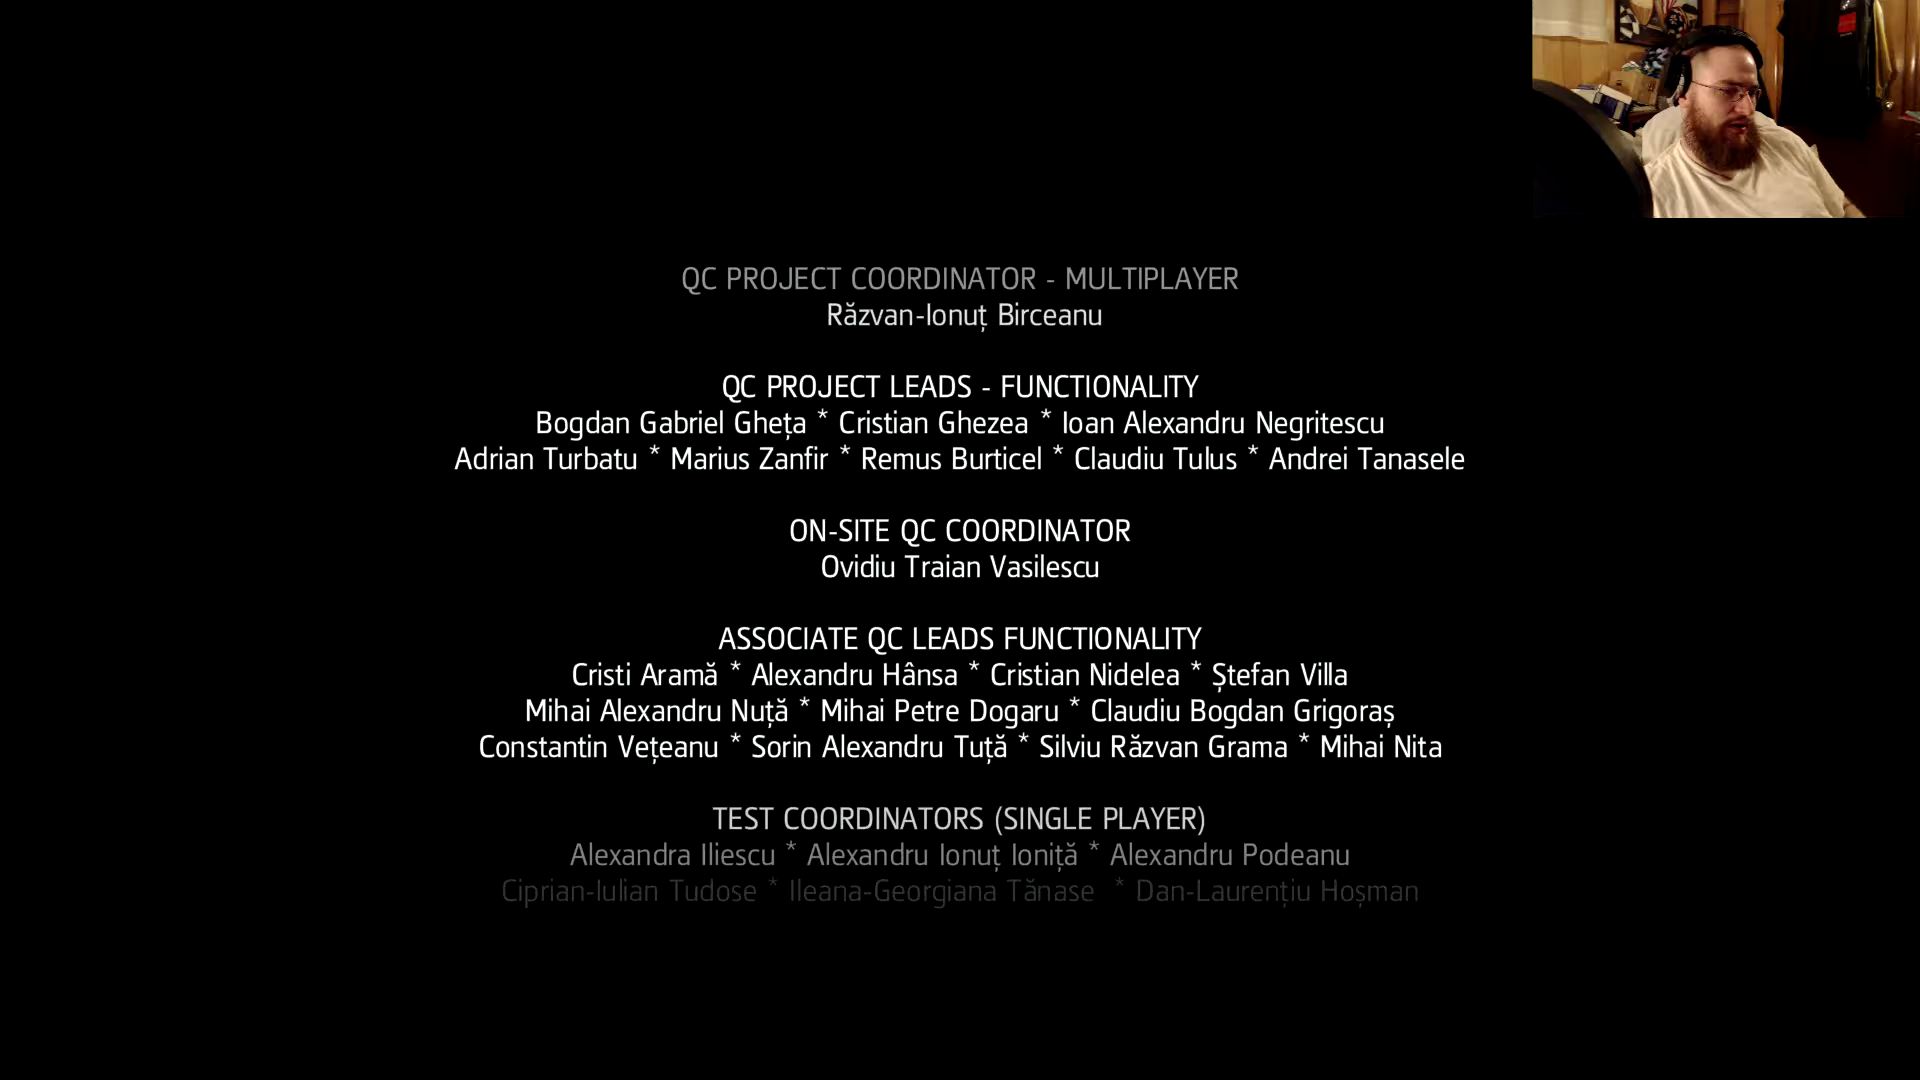 QC PROJECT COORDINATOR - MULTIPLAYER
Răzvan-Ionuț Birceanu
QC PROJECT LEADS - FUNCTIONALITY
Bogdan Gabriel Gheța * Cristian Ghezea * Ioan Alexandru Negritescu
Adrian Turbatu * Marius Zanfir * Remus Burticel * Claudiu Tulus * Andrei Tanasele
ON-SITE QC COORDINATOR
Ovidiu Traian Vasilescu
ASSOCIATE QC LEADS FUNCTIONALITY
Cristi Aramă * Alexandru Hânsa * Cristian Nidelea * Ștefan Villa
Mihai Alexandru Nuță * Mihai Petre Dogaru * Claudiu Bogdan Grigoraș
Constantin Vețeanu * Sorin Alexandru Tuță * Silviu Răzvan Grama * Mihai Nita
TEST COORDINATORS (SINGLE PLAYER)
Alexandra Iliescu * Alexandru Ionuț Ioniță * Alexandru Podeanu
Ciprian-Iulian Tudose * Ileana-Georgiana Tănase * Dan-Laurențiu Hoșman